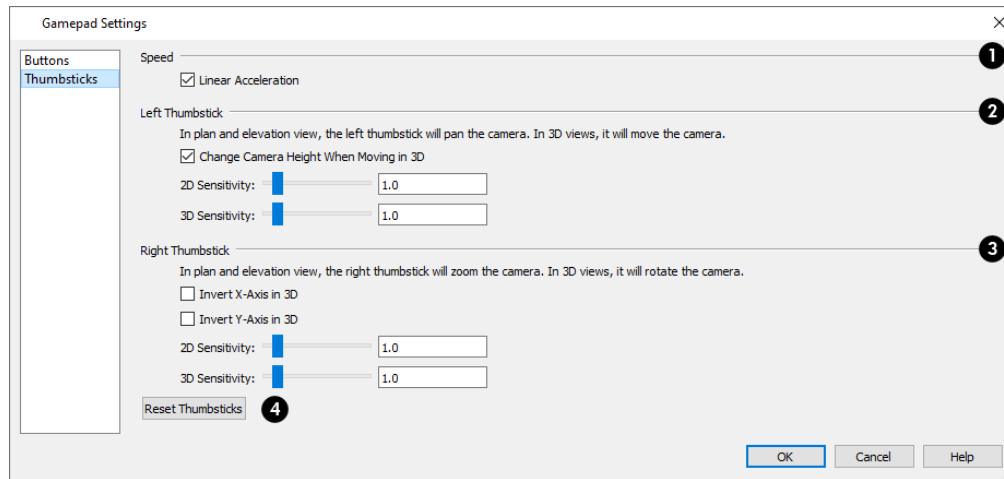 Gamepad Settings
Buttons
Thumbsticks
Speed 1
Linear Acceleration
Left Thumbstick 2
In plan and elevation view, the left thumbstick will pan the camera. In 3D views, it will move the camera.
Change Camera Height When Moving in 3D
2D Sensitivity: 1.0
3D Sensitivity: 1.0
Right Thumbstick 3
In plan and elevation view, the right thumbstick will zoom the camera. In 3D views, it will rotate the camera.
Invert X-Axis in 3D
Invert Y-Axis in 3D
2D Sensitivity: 1.0
3D Sensitivity: 1.0
Reset Thumbsticks 4
OK Cancel Help